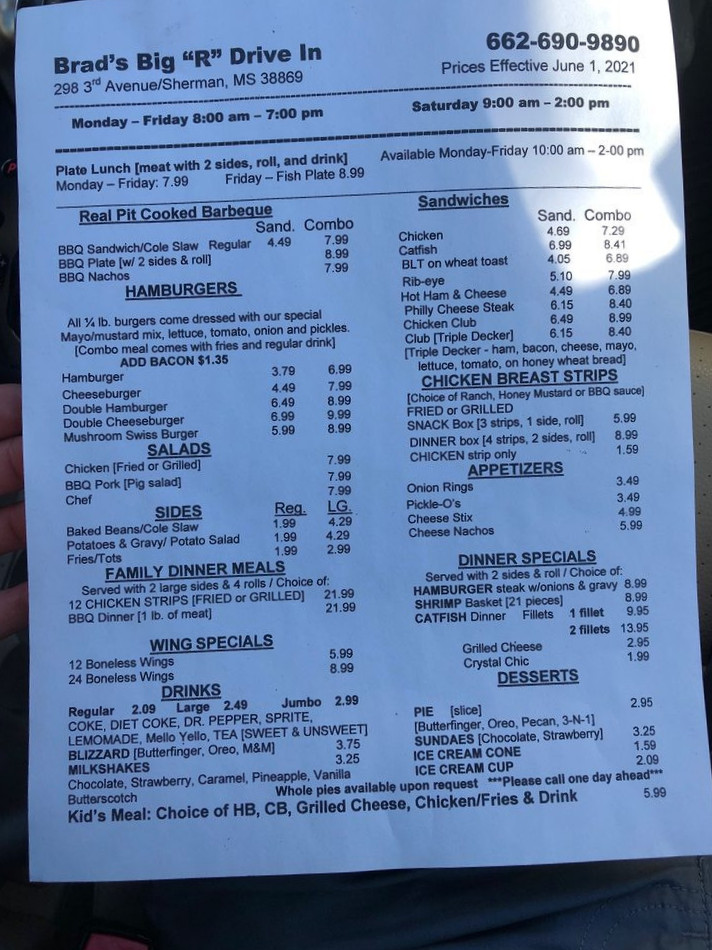 Brad's Big "R" Drive In
662-690-9890
298 3rd Avenue/Sherman, MS 38869
Prices Effective June 1, 2021
Monday – Friday 8:00 am – 7:00 pm
Saturday 9:00 am – 2:00 pm
Plate Lunch [meat with 2 sides, roll, and drink]
Available Monday-Friday 10:00 am – 2-00 pm
Monday – Friday: 7.99 Friday – Fish Plate 8.99
Real Pit Cooked Barbeque
Sand. Combo
BBQ Sandwich/Cole Slaw Regular 4.49 7.99
BBQ Plate [w/ 2 sides & roll] 8.99
BBQ Nachos 7.99
HAMBURGERS
All ¼ lb. burgers come dressed with our special
Mayo/mustard mix, lettuce, tomato, onion and pickles.
[Combo meal comes with fries and regular drink]
ADD BACON $1.35
Hamburger 3.79 6.99
Cheeseburger 4.49 7.99
Double Hamburger 6.49 8.99
Double Cheeseburger 6.99 9.99
Mushroom Swiss Burger 5.99 8.99
SALADS
Chicken [Fried or Grilled] 7.99
BBQ Pork [Pig salad] 7.99
Chef 7.99
SIDES Reg. LG.
Baked Beans/Cole Slaw 1.99 4.29
Potatoes & Gravy/ Potato Salad 1.99 4.29
Fries/Tots 1.99 2.99
FAMILY DINNER MEALS
Served with 2 large sides & 4 rolls / Choice of:
12 CHICKEN STRIPS [FRIED or GRILLED] 21.99
BBQ Dinner [1 lb. of meat] 21.99
WING SPECIALS
12 Boneless Wings 5.99
24 Boneless Wings 8.99
DRINKS
Regular 2.09 Large 2.49 Jumbo 2.99
COKE, DIET COKE, DR. PEPPER, SPRITE,
LEMONADE, Mello Yello, TEA [SWEET & UNSWEET]
BLIZZARD [Butterfinger, Oreo, M&M] 3.75
MILKSHAKES 3.25
Chocolate, Strawberry, Caramel, Pineapple, Vanilla
Butterscotch
Sandwiches
Sand. Combo
Chicken 4.69 7.29
Catfish 6.99 8.41
BLT on wheat toast 4.05 6.89
Rib-eye 5.10 7.99
Hot Ham & Cheese 4.49 6.89
Philly Cheese Steak 6.15 8.40
Chicken Club 6.49 8.99
Club [Triple Decker] 6.15 8.40
[Triple Decker - ham, bacon, cheese, mayo,
lettuce, tomato, on honey wheat bread]
CHICKEN BREAST STRIPS
[Choice of Ranch, Honey Mustard or BBQ sauce]
FRIED or GRILLED
SNACK Box [3 strips, 1 side, roll] 5.99
DINNER box [4 strips, 2 sides, roll] 8.99
CHICKEN strip only 1.59
APPETIZERS
Onion Rings 3.49
Pickle-O's 3.49
Cheese Stix 4.99
Cheese Nachos 5.99
DINNER SPECIALS
Served with 2 sides & roll / Choice of:
HAMBURGER steak w/onions & gravy 8.99
SHRIMP Basket [21 pieces] 8.99
CATFISH Dinner Fillets 1 fillet 9.95
2 fillets 13.95
Grilled Cheese 2.95
Crystal Chic 1.99
DESSERTS
PIE [slice] 2.95
[Butterfinger, Oreo, Pecan, 3-N-1]
SUNDAES [Chocolate, Strawberry] 3.25
ICE CREAM CONE 1.59
ICE CREAM CUP 2.09
Whole pies available upon request ***Please call one day ahead***
Kid's Meal: Choice of HB, CB, Grilled Cheese, Chicken/Fries & Drink 5.99